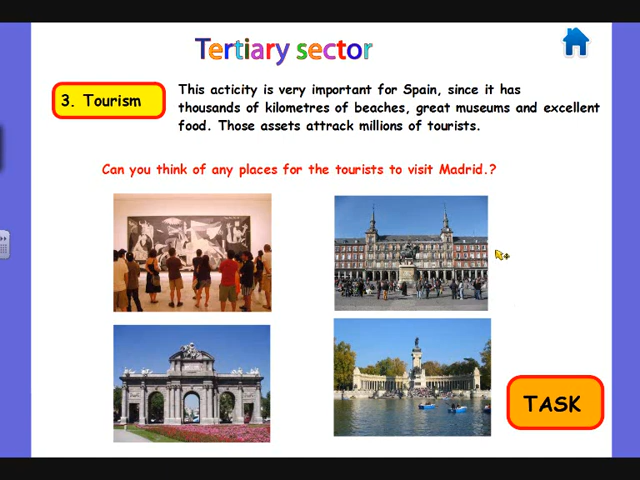 Tertiary sector
3. Tourism
This acticity is very important for Spain, since it has
thousands of kilometres of beaches, great museums and excellent
food. Those assets attrack millions of tourists.
Can you think of any places for the tourists to visit Madrid.?
TASK